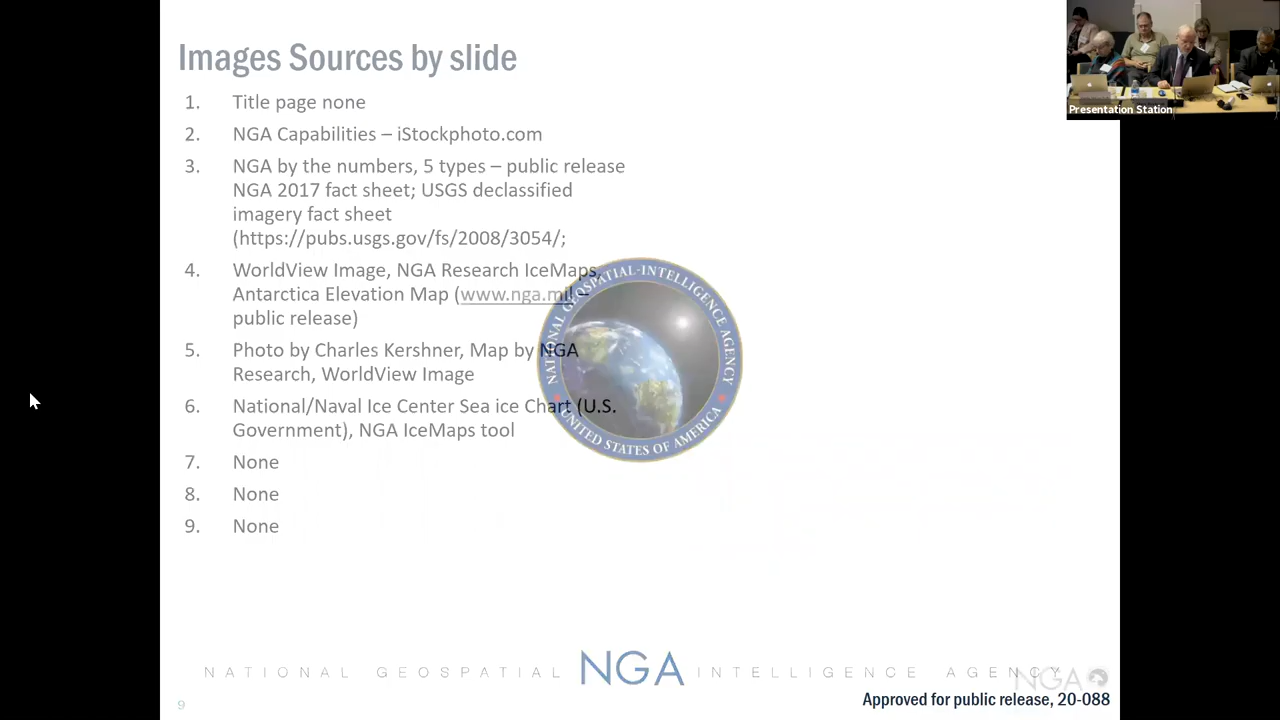 Images Sources by slide
1. Title page none
2. NGA Capabilities – iStockphoto.com
3. NGA by the numbers, 5 types – public release
NGA 2017 fact sheet; USGS declassified
imagery fact sheet
(https://pubs.usgs.gov/fs/2008/3054/;
4. WorldView Image, NGA Research IceMaps,
Antarctica Elevation Map (www.nga.mil –
public release)
5. Photo by Charles Kershner, Map by NGA
Research, WorldView Image
6. National/Naval Ice Center Sea ice Chart (U.S.
Government), NGA IceMaps tool
7. None
8. None
9. None
NATIONAL GEOSPATIAL-INTELLIGENCE AGENCY
UNITED STATES OF AMERICA
NATIONAL GEOSPATIAL NGA INTELLIGENCE AGENCY
NGA
Approved for public release, 20-088
9
Presentation Station